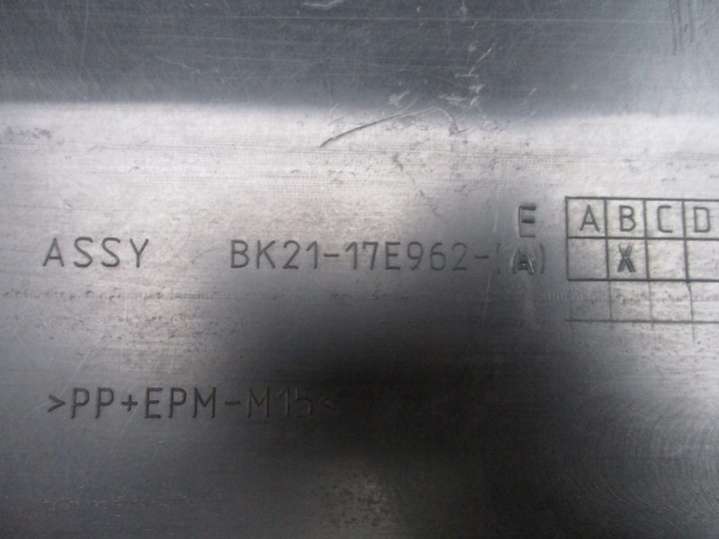 E A B C D
ASSY BK21-17E962-(A) X
>PP+EPM-M15<